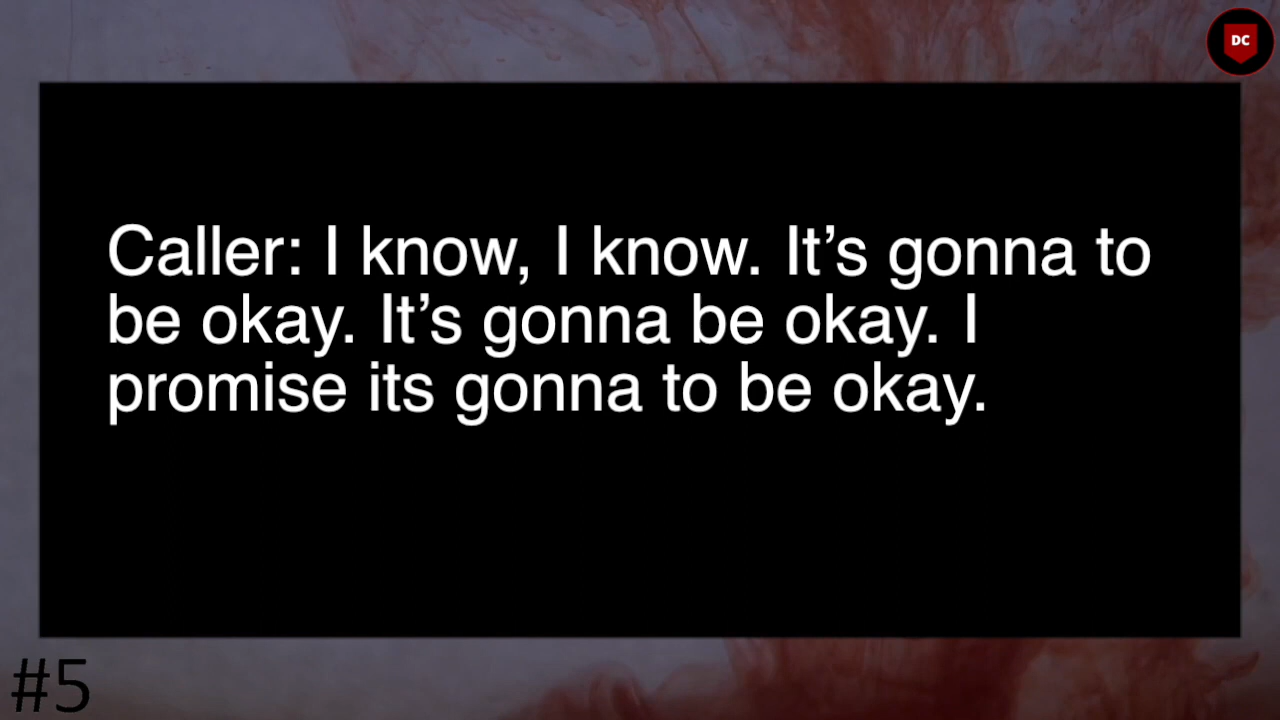 DC
Caller: I know, I know. It’s gonna to
be okay. It’s gonna be okay. I
promise its gonna to be okay.
#5